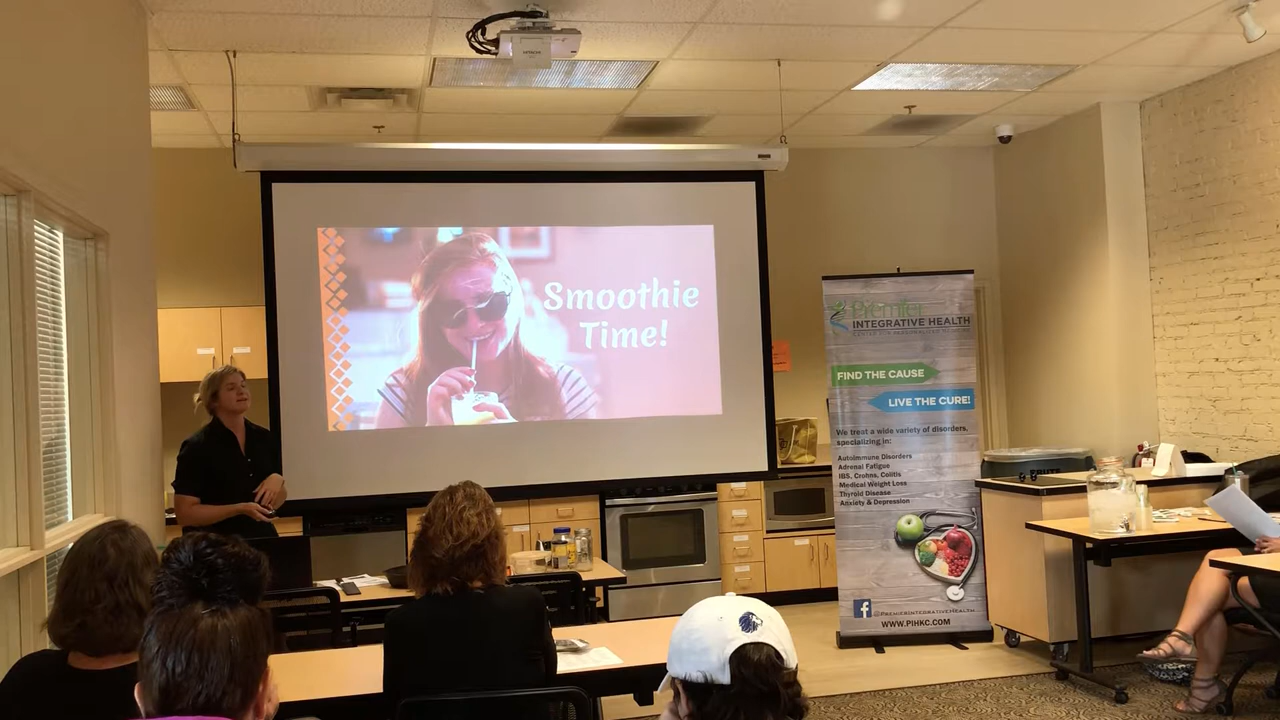 HITACHI
Smoothie
Time!
Premier
INTEGRATIVE HEALTH
FIND THE CAUSE
LIVE THE CURE!
We treat a wide variety of disorders,
specializing in:
Autoimmune Disorders
Adrenal Fatigue
IBS, Crohns, Colitis
Medical Weight Loss
Thyroid Disease
Anxiety & Depression
f @PREMIERINTEGRATIVEHEALTH
WWW.PIHKC.COM